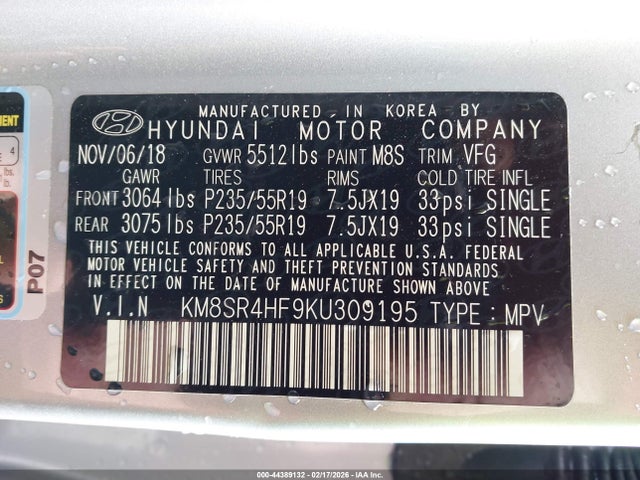 MANUFACTURED IN KOREA BY
HYUNDAI MOTOR COMPANY
NOV/06/18 GVWR 5512lbs PAINT M8S TRIM VFG
GAWR TIRES RIMS COLD TIRE INFL
FRONT 3064lbs P235/55R19 7.5JX19 33psi SINGLE
REAR 3075lbs P235/55R19 7.5JX19 33psi SINGLE
THIS VEHICLE CONFORMS TO ALL APPLICABLE U.S.A. FEDERAL
MOTOR VEHICLE SAFETY AND THEFT PREVENTION STANDARDS
IN EFFECT ON THE DATE OF MANUFACTURE SHOWN ABOVE.
V.I.N KM8SR4HF9KU309195 TYPE : MPV
4
P07
000-44389132 - 02/17/2026 - IAA Inc.